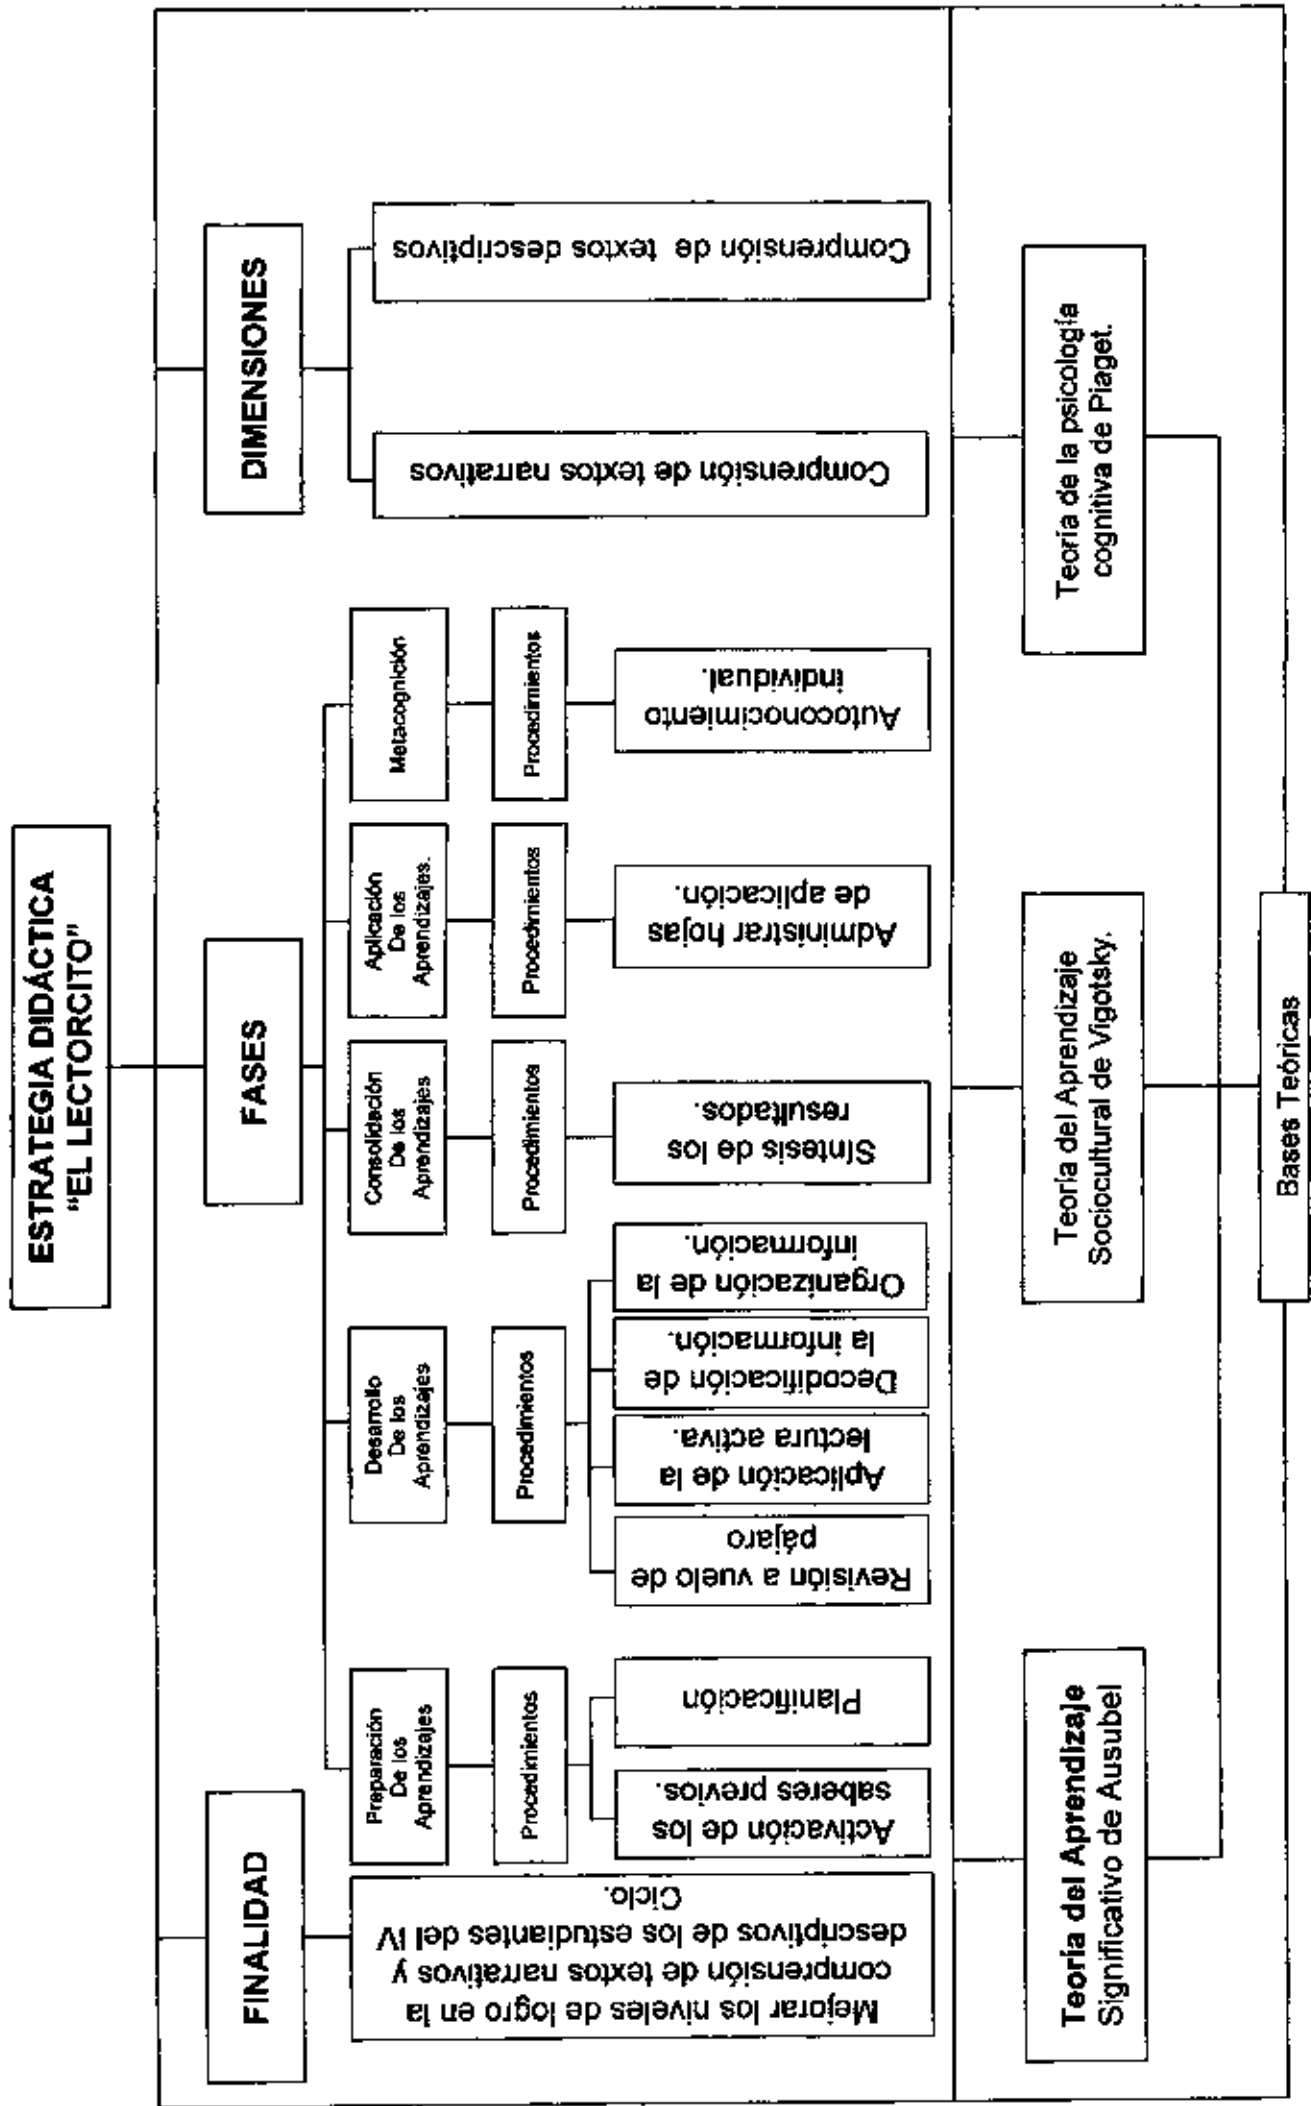 ESTRATEGIA DIDÁCTICA
“EL LECTORCITO”
FINALIDAD
Mejorar los niveles de logro en la
comprensión de textos narrativos y
descriptivos de los estudiantes del IV
Ciclo.
FASES
Preparación
De los
Aprendizajes
Procedimientos
Activación de los
saberes previos.
Planificación
Desarrollo
De los
Aprendizajes
Procedimientos
Revisión a vuelo de
pájaro
Aplicación de la
lectura activa.
Decodificación de
la información.
Organización de la
información.
Consolidación
De los
Aprendizajes
Procedimientos
Síntesis de los
resultados.
Aplicación
De los
Aprendizajes.
Procedimientos
Administrar hojas
de aplicación.
Metacognición
Procedimientos
Autoconocimiento
individual.
DIMENSIONES
Comprensión de textos narrativos
Comprensión de textos descriptivos
Teoría del Aprendizaje
Significativo de Ausubel
Teoría del Aprendizaje
Sociocultural de Vigotsky.
Teoría de la psicología
cognitiva de Piaget.
Bases Teóricas